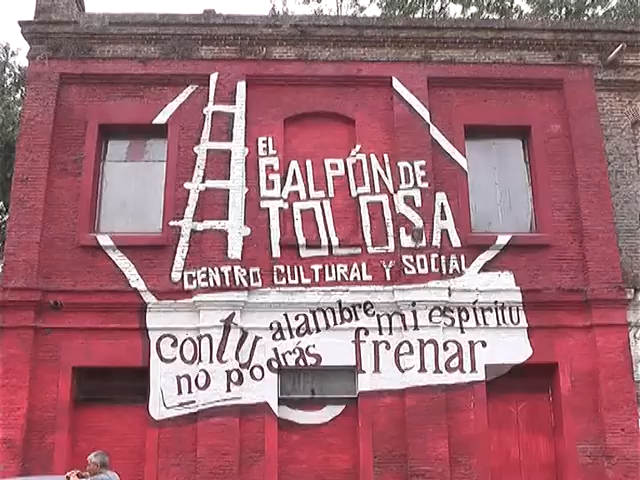 EL
GALPÓN DE
TOLOSA
CENTRO CULTURAL Y SOCIAL
con tu alambre mi espíritu
no podrás frenar